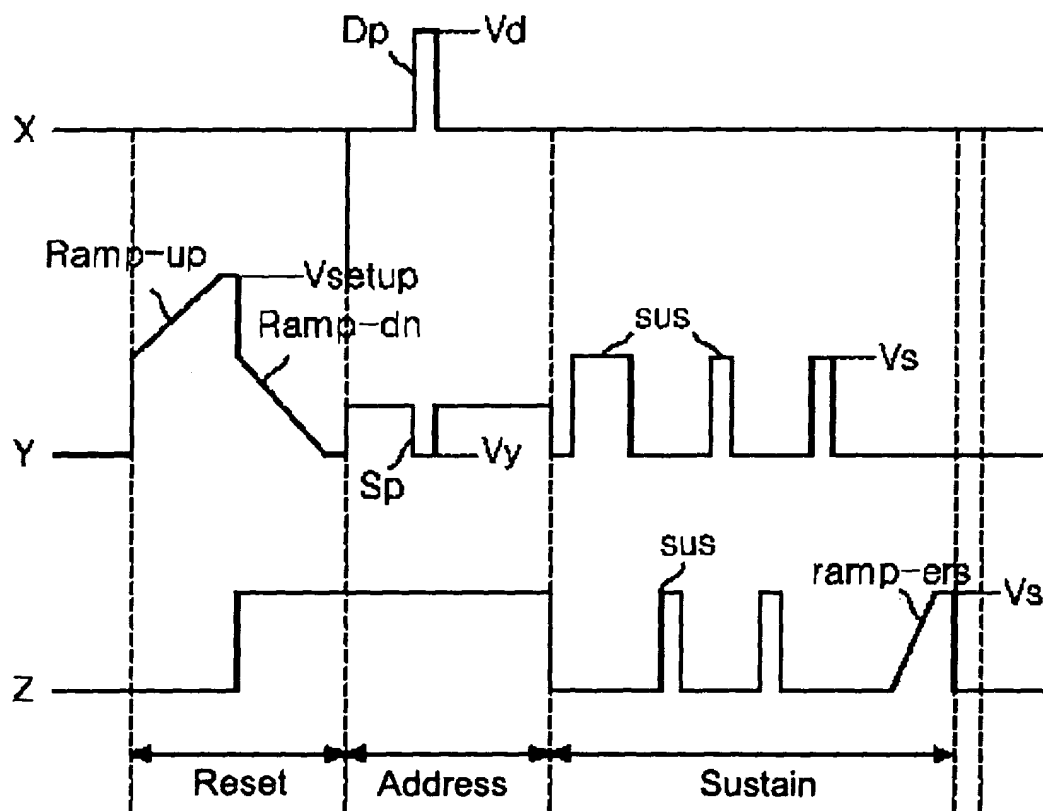 Dp
Vd
X
Ramp-up
Vsetup
Ramp-dn
sus
Vs
Y
Vy
Sp
sus
ramp-ers
Vs
Z
Reset
Address
Sustain